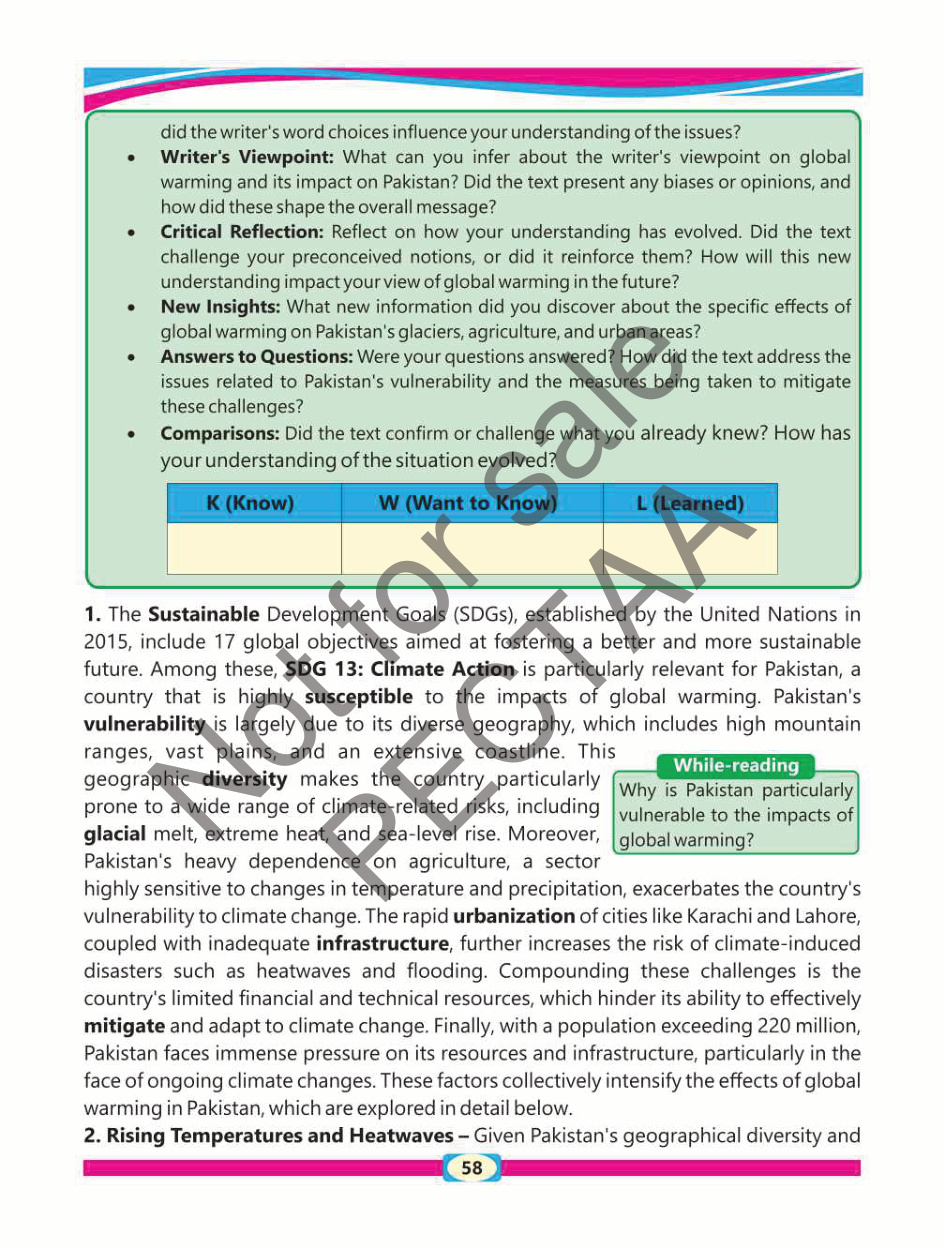 did the writer's word choices influence your understanding of the issues?
• Writer's Viewpoint: What can you infer about the writer's viewpoint on global
warming and its impact on Pakistan? Did the text present any biases or opinions, and
how did these shape the overall message?
• Critical Reflection: Reflect on how your understanding has evolved. Did the text
challenge your preconceived notions, or did it reinforce them? How will this new
understanding impact your view of global warming in the future?
• New Insights: What new information did you discover about the specific effects of
global warming on Pakistan's glaciers, agriculture, and urban areas?
• Answers to Questions: Were your questions answered? How did the text address the
issues related to Pakistan's vulnerability and the measures being taken to mitigate
these challenges?
• Comparisons: Did the text confirm or challenge what you already knew? How has
your understanding of the situation evolved?
K (Know) W (Want to Know) L (Learned)
1. The Sustainable Development Goals (SDGs), established by the United Nations in
2015, include 17 global objectives aimed at fostering a better and more sustainable
future. Among these, SDG 13: Climate Action is particularly relevant for Pakistan, a
country that is highly susceptible to the impacts of global warming. Pakistan's
vulnerability is largely due to its diverse geography, which includes high mountain
ranges, vast plains, and an extensive coastline. This
geographic diversity makes the country particularly
prone to a wide range of climate-related risks, including
glacial melt, extreme heat, and sea-level rise. Moreover,
Pakistan's heavy dependence on agriculture, a sector
While-reading
Why is Pakistan particularly
vulnerable to the impacts of
global warming?
highly sensitive to changes in temperature and precipitation, exacerbates the country's
vulnerability to climate change. The rapid urbanization of cities like Karachi and Lahore,
coupled with inadequate infrastructure, further increases the risk of climate-induced
disasters such as heatwaves and flooding. Compounding these challenges is the
country's limited financial and technical resources, which hinder its ability to effectively
mitigate and adapt to climate change. Finally, with a population exceeding 220 million,
Pakistan faces immense pressure on its resources and infrastructure, particularly in the
face of ongoing climate changes. These factors collectively intensify the effects of global
warming in Pakistan, which are explored in detail below.
2. Rising Temperatures and Heatwaves – Given Pakistan's geographical diversity and
58
Not for sale
PECTAA